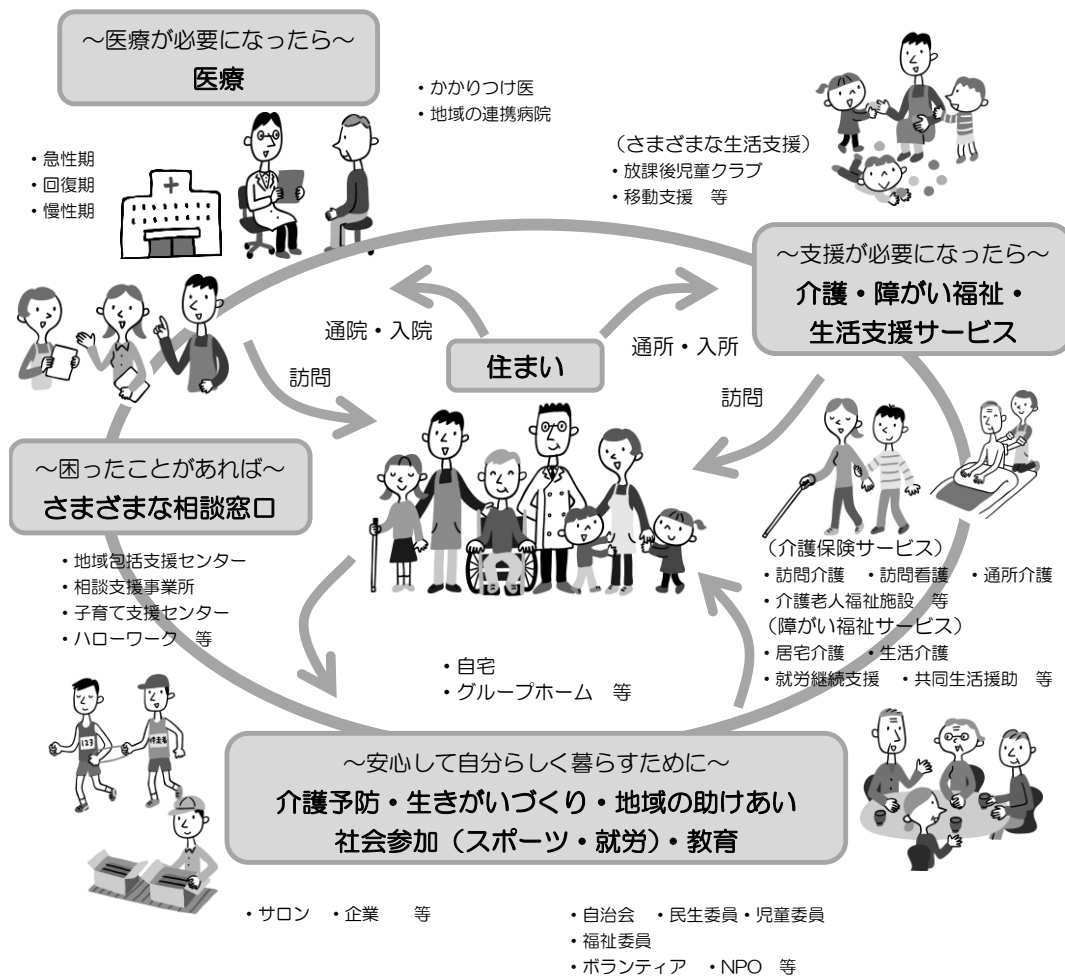 ～医療が必要になったら～
医療
・かかりつけ医
・地域の連携病院
・急性期
・回復期
・慢性期
（さまざまな生活支援）
・放課後児童クラブ
・移動支援　等
～支援が必要になったら～
介護・障がい福祉・
生活支援サービス
通院・入院
住まい
通所・入所
訪問
訪問
～困ったことがあれば～
さまざまな相談窓口
・地域包括支援センター
・相談支援事業所
・子育て支援センター
・ハローワーク　等
（介護保険サービス）
・訪問介護　・訪問看護　・通所介護
・介護老人福祉施設　等
（障がい福祉サービス）
・居宅介護　・生活介護
・就労継続支援　・共同生活援助　等
・自宅
・グループホーム　等
123
伴走者
～安心して自分らしく暮らすために～
介護予防・生きがいづくり・地域の助けあい
社会参加（スポーツ・就労）・教育
・サロン　・企業　　等
・自治会　・民生委員・児童委員
・福祉委員
・ボランティア　・NPO　等